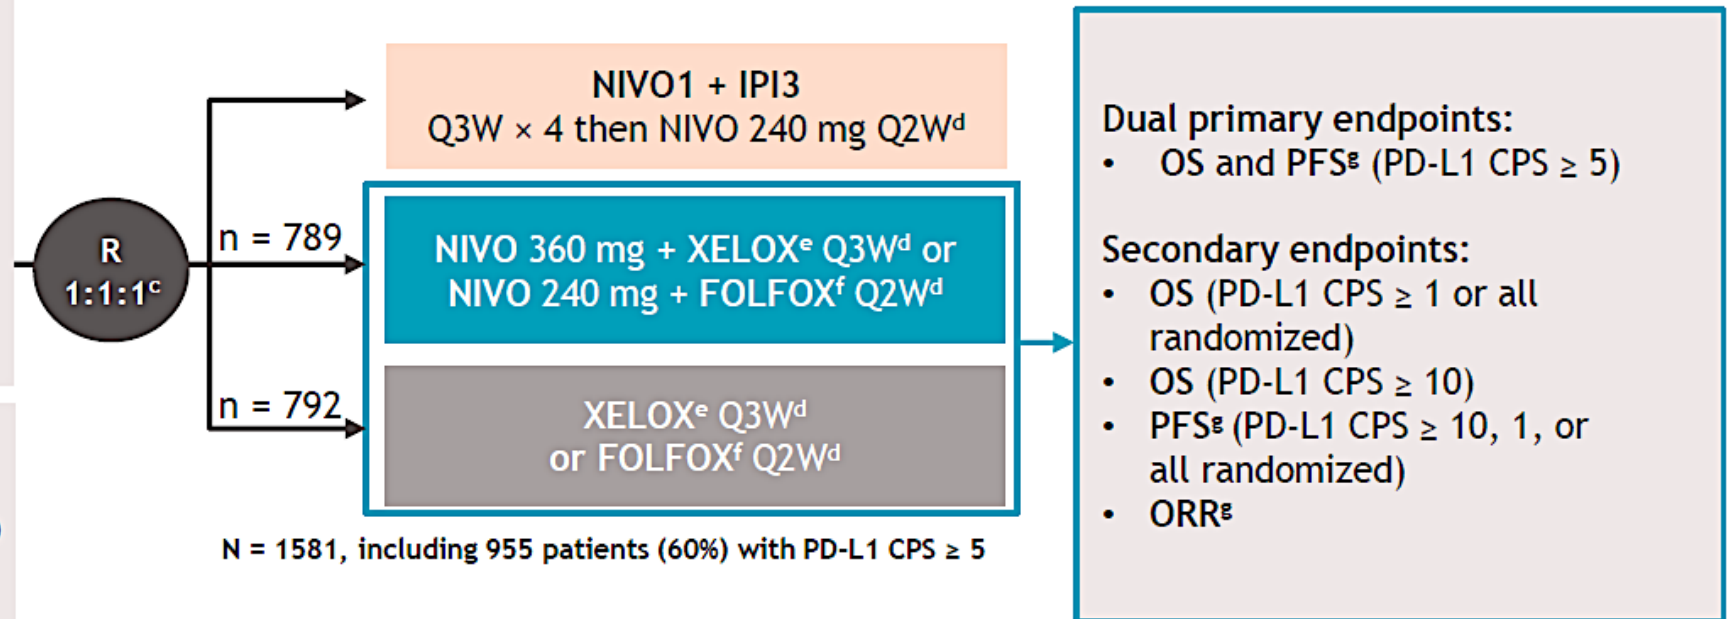 R
1:1:1ᶜ
n = 789
n = 792
NIVO1 + IPI3
Q3W × 4 then NIVO 240 mg Q2Wᵈ
NIVO 360 mg + XELOXᵉ Q3Wᵈ or
NIVO 240 mg + FOLFOXᶠ Q2Wᵈ
XELOXᵉ Q3Wᵈ
or FOLFOXᶠ Q2Wᵈ
N = 1581, including 955 patients (60%) with PD-L1 CPS ≥ 5
Dual primary endpoints:
• OS and PFSᵍ (PD-L1 CPS ≥ 5)
Secondary endpoints:
• OS (PD-L1 CPS ≥ 1 or all
randomized)
• OS (PD-L1 CPS ≥ 10)
• PFSᵍ (PD-L1 CPS ≥ 10, 1, or
all randomized)
• ORRᵍ